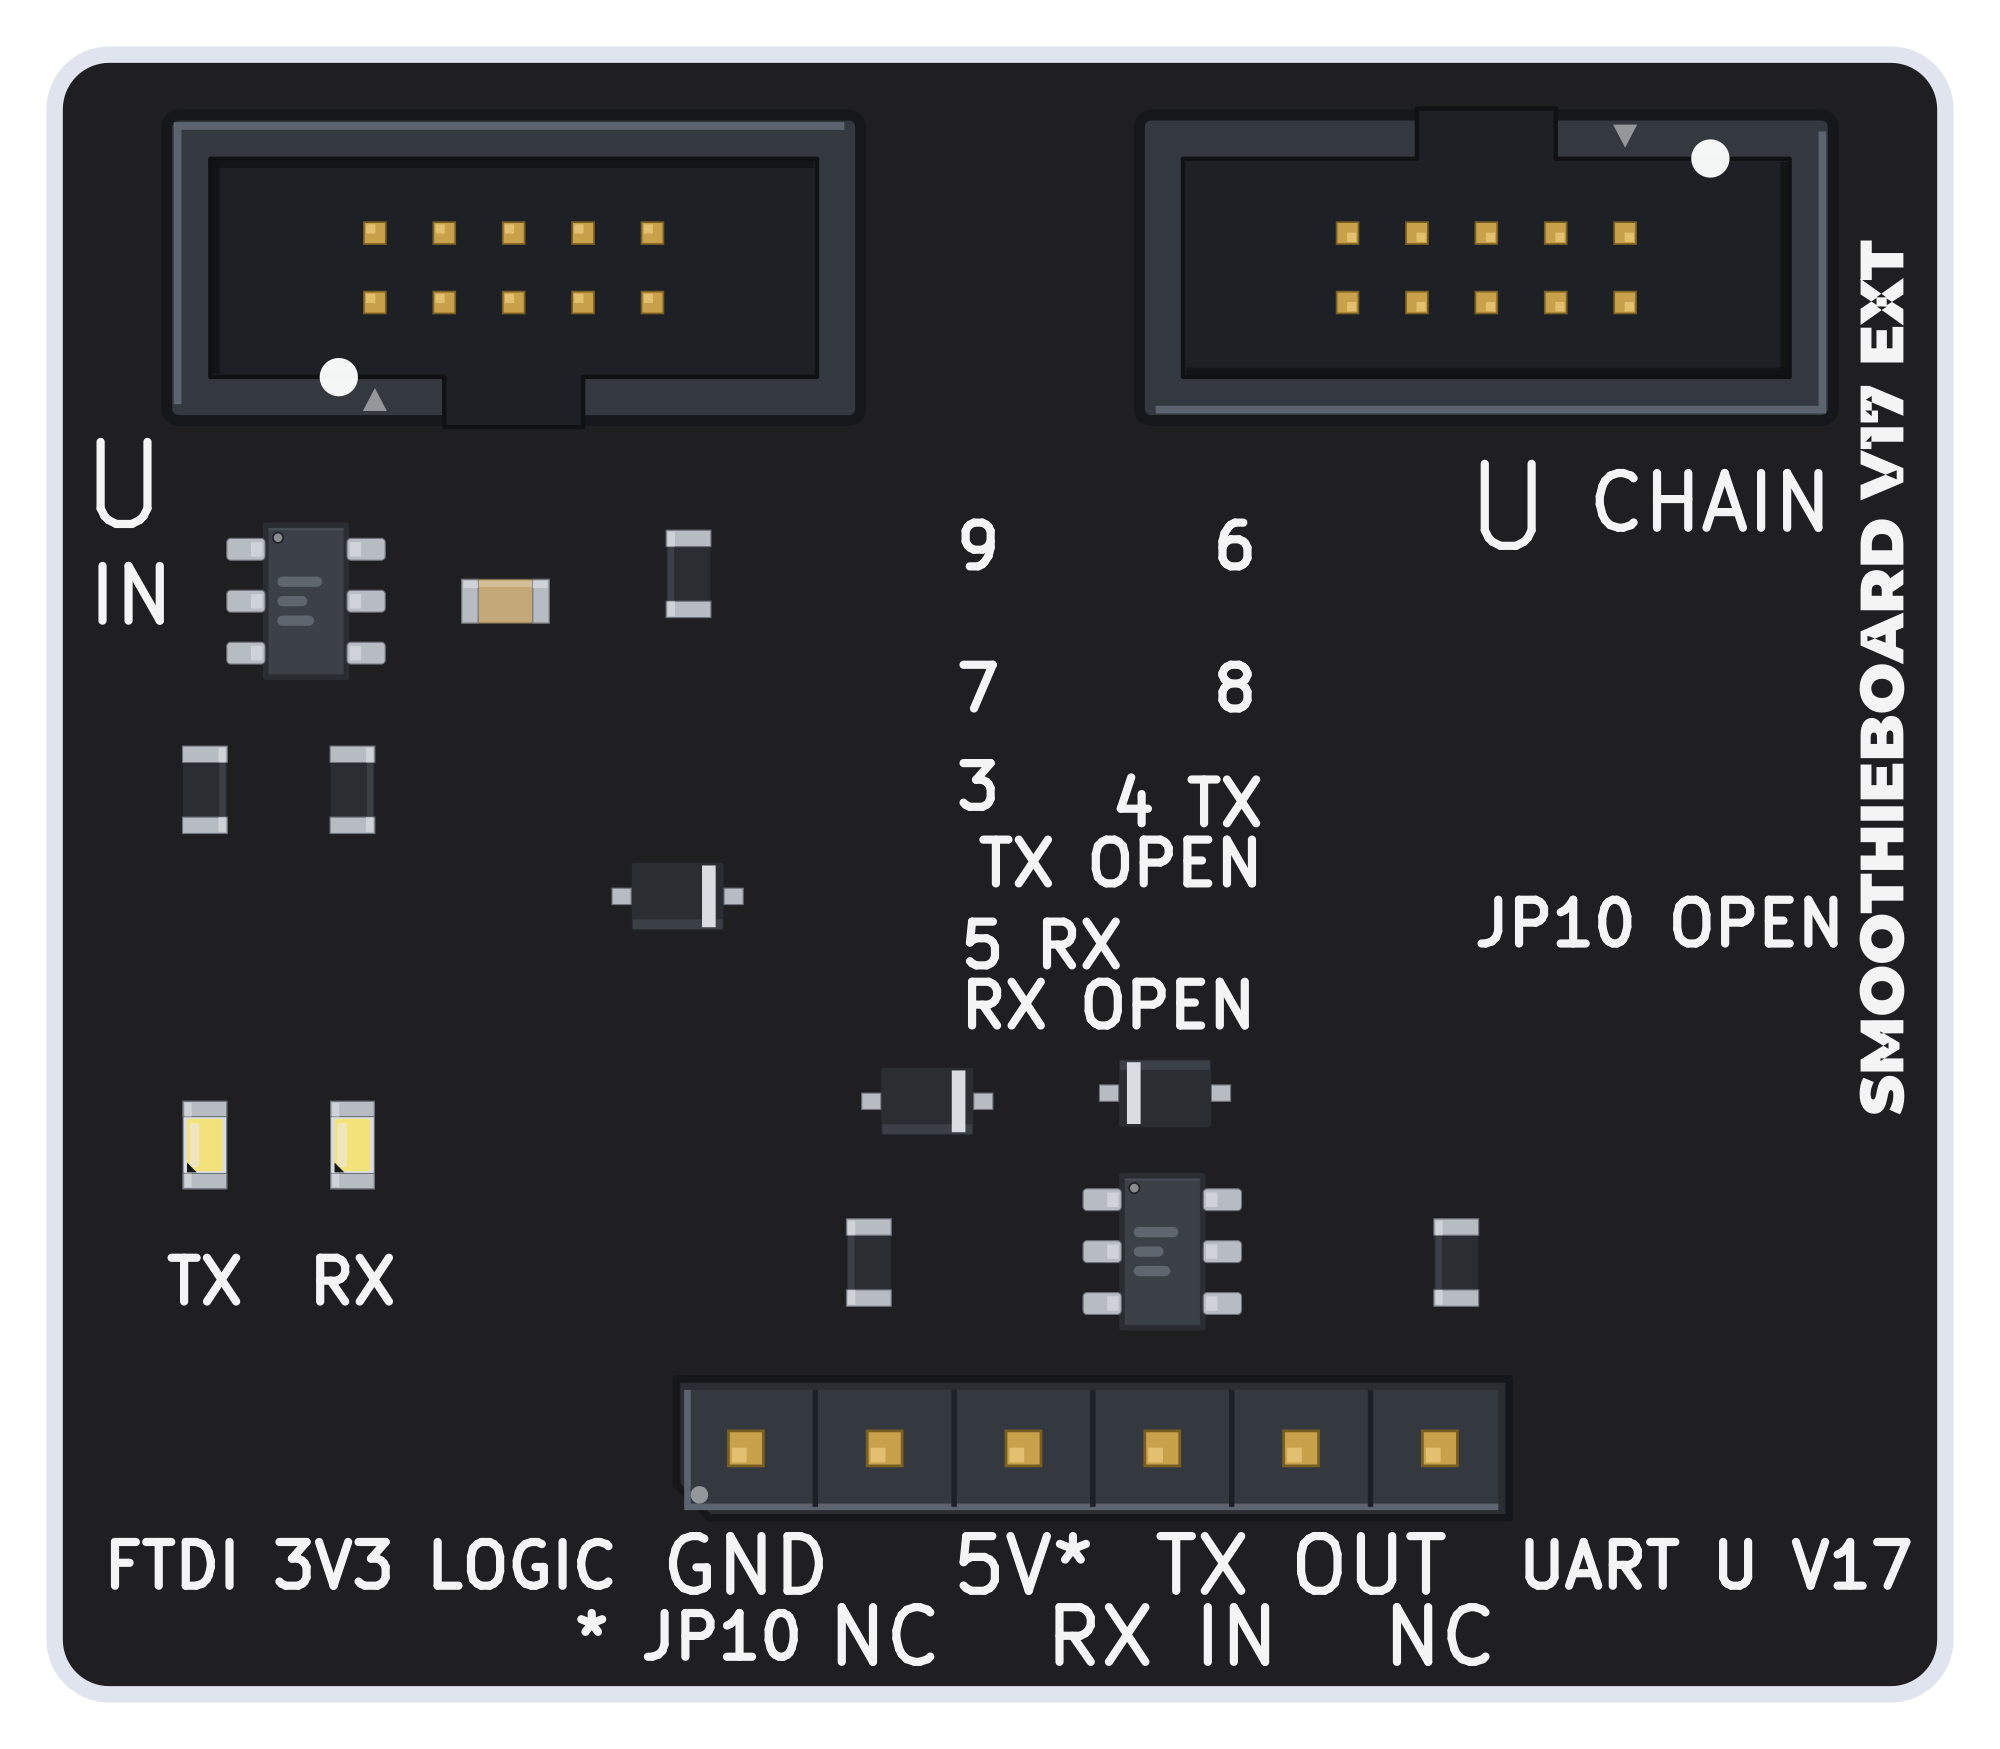 U
IN
U CHAIN
9 6
7 8
3 4 TX
TX OPEN
5 RX
RX OPEN
JP10 OPEN
SMOOTHIEBOARD V17 EXT
TX RX
FTDI 3V3 LOGIC GND 5V* TX OUT UART U V17
* JP10 NC RX IN NC